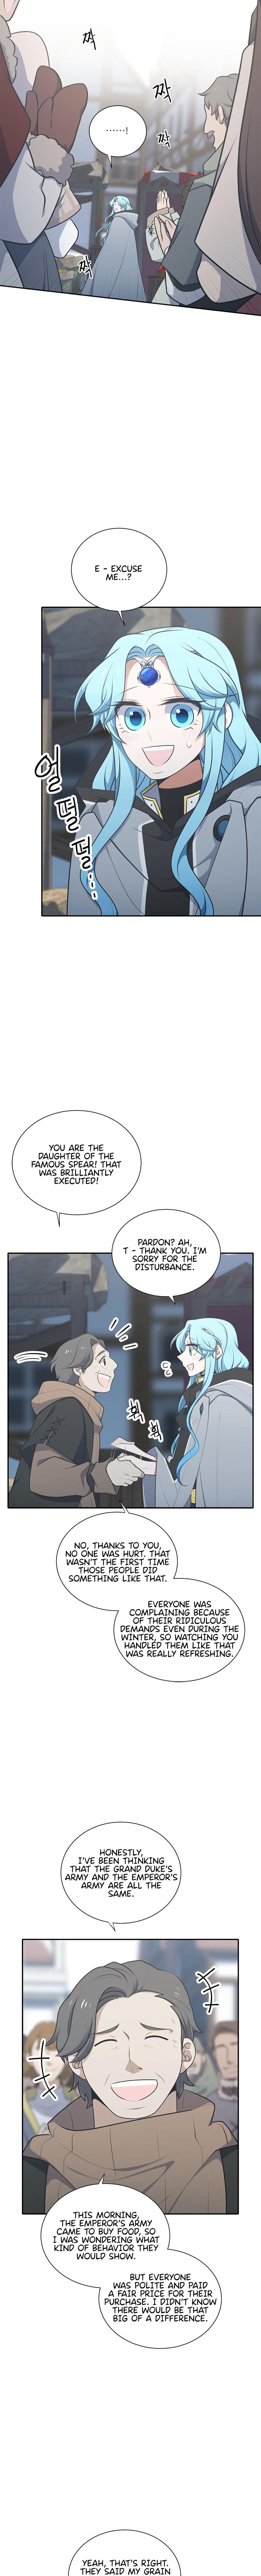 짝
짝
......!
짝
짝
E - EXCUSE
ME...?
얼
떨
떨...
YOU ARE THE
DAUGHTER OF THE
FAMOUS SPEAR! THAT
WAS BRILLIANTLY
EXECUTED!
PARDON? AH,
T - THANK YOU. I'M
SORRY FOR THE
DISTURBANCE.
NO, THANKS TO YOU,
NO ONE WAS HURT. THAT
WASN'T THE FIRST TIME
THOSE PEOPLE DID
SOMETHING LIKE THAT.
EVERYONE WAS
COMPLAINING BECAUSE
OF THEIR RIDICULOUS
DEMANDS EVEN DURING THE
WINTER, SO WATCHING YOU
HANDLED THEM LIKE THAT
WAS REALLY REFRESHING.
HONESTLY,
I'VE BEEN THINKING
THAT THE GRAND DUKE'S
ARMY AND THE EMPEROR'S
ARMY ARE ALL THE
SAME.
THIS MORNING,
THE EMPEROR'S ARMY
CAME TO BUY FOOD, SO
I WAS WONDERING WHAT
KIND OF BEHAVIOR THEY
WOULD SHOW.
BUT EVERYONE
WAS POLITE AND PAID
A FAIR PRICE FOR THEIR
PURCHASE. I DIDN'T KNOW
THERE WOULD BE THAT
BIG OF A DIFFERENCE.
YEAH, THAT'S RIGHT.
THEY SAID MY GRAIN